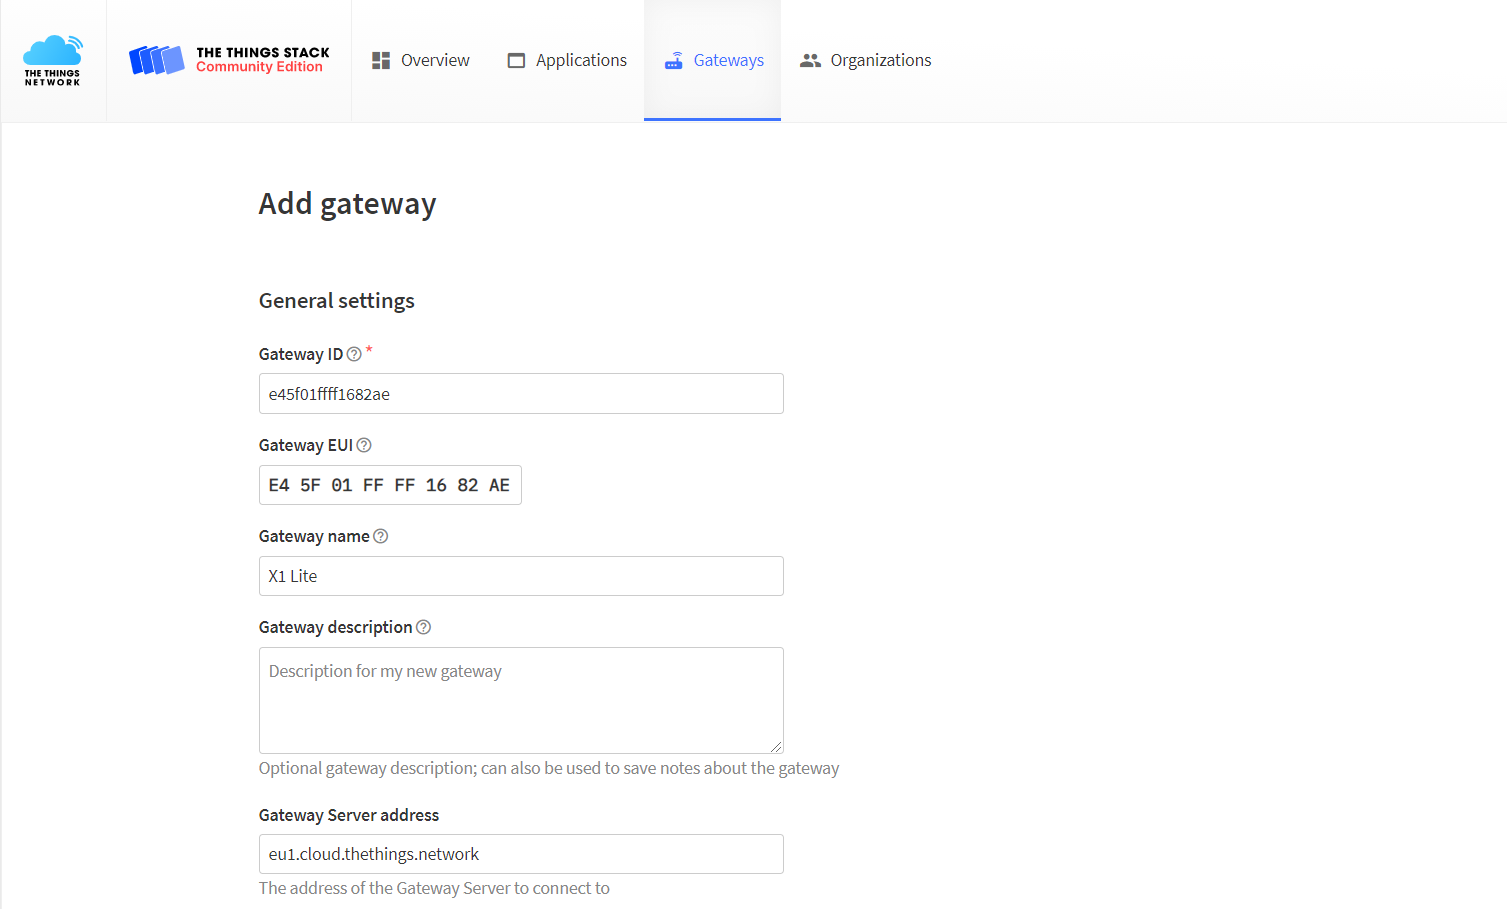 THE THINGS
NETWORK
THE THINGS STACK
Community Edition
Overview
Applications
Gateways
Organizations
Add gateway
General settings
Gateway ID *
e45f01ffff1682ae
Gateway EUI
E4 5F 01 FF FF 16 82 AE
Gateway name
X1 Lite
Gateway description
Description for my new gateway
Optional gateway description; can also be used to save notes about the gateway
Gateway Server address
eu1.cloud.thethings.network
The address of the Gateway Server to connect to